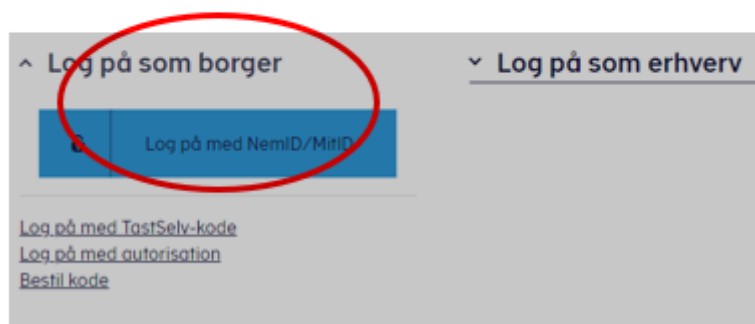 Log på som borger
Log på som erhverv
Log på med NemID/MitID
Log på med TastSelv-kode
Log på med autorisation
Bestil kode